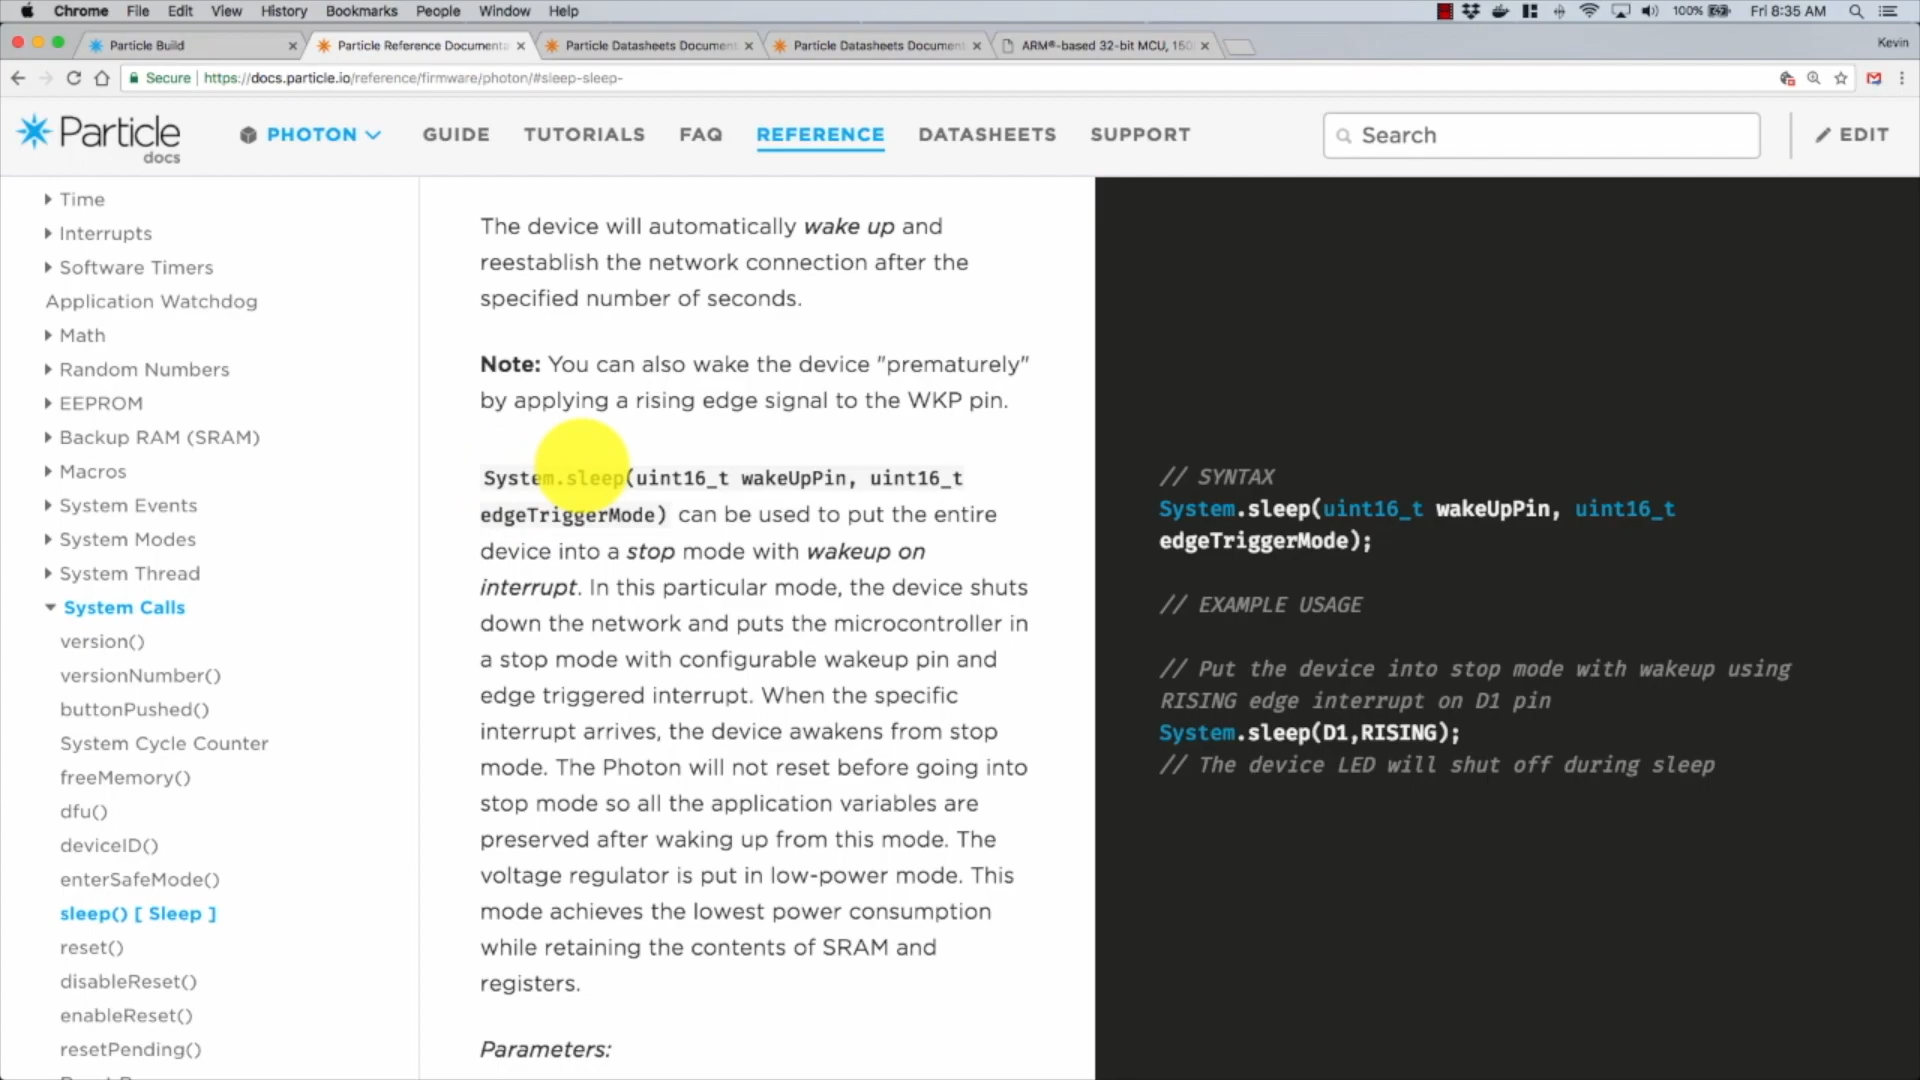 Chrome File Edit View History Bookmarks People Window Help 100% Fri 8:35 AM
Particle Build Particle Reference Documenta Particle Datasheets Document Particle Datasheets Document ARM®-based 32-bit MCU, 150 Kevin
Secure https://docs.particle.io/reference/firmware/photon/#sleep-sleep-
Particle docs PHOTON GUIDE TUTORIALS FAQ REFERENCE DATASHEETS SUPPORT Search EDIT
Time
Interrupts
Software Timers
Application Watchdog
Math
Random Numbers
EEPROM
Backup RAM (SRAM)
Macros
System Events
System Modes
System Thread
System Calls
version()
versionNumber()
buttonPushed()
System Cycle Counter
freeMemory()
dfu()
deviceID()
enterSafeMode()
sleep() [ Sleep ]
reset()
disableReset()
enableReset()
resetPending()
The device will automatically wake up and
reestablish the network connection after the
specified number of seconds.
Note: You can also wake the device "prematurely"
by applying a rising edge signal to the WKP pin.
System.sleep(uint16_t wakeUpPin, uint16_t
edgeTriggerMode) can be used to put the entire
device into a stop mode with wakeup on
interrupt. In this particular mode, the device shuts
down the network and puts the microcontroller in
a stop mode with configurable wakeup pin and
edge triggered interrupt. When the specific
interrupt arrives, the device awakens from stop
mode. The Photon will not reset before going into
stop mode so all the application variables are
preserved after waking up from this mode. The
voltage regulator is put in low-power mode. This
mode achieves the lowest power consumption
while retaining the contents of SRAM and
registers.
Parameters:
// SYNTAX
System.sleep(uint16_t wakeUpPin, uint16_t
edgeTriggerMode);
// EXAMPLE USAGE
// Put the device into stop mode with wakeup using
RISING edge interrupt on D1 pin
System.sleep(D1,RISING);
// The device LED will shut off during sleep